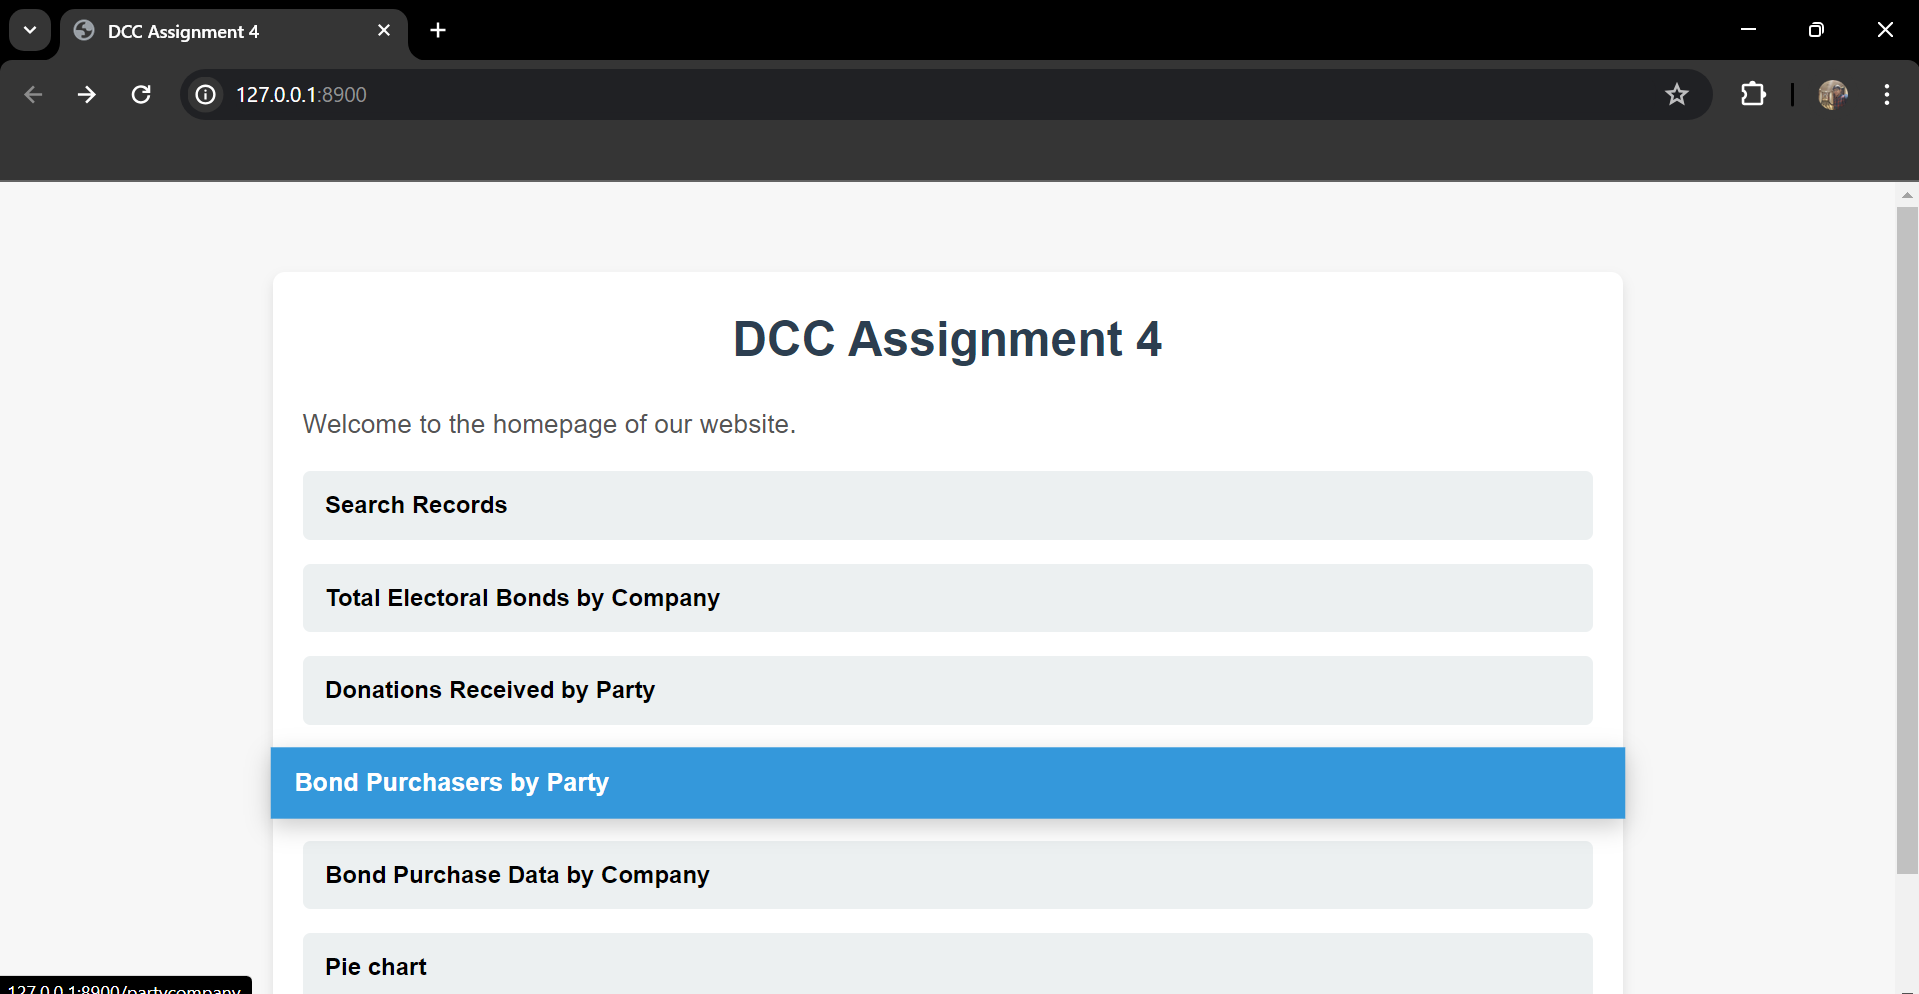 DCC Assignment 4
127.0.0.1:8900
DCC Assignment 4
Welcome to the homepage of our website.
Search Records
Total Electoral Bonds by Company
Donations Received by Party
Bond Purchasers by Party
Bond Purchase Data by Company
Pie chart
127.0.0.1:8900/partycompany